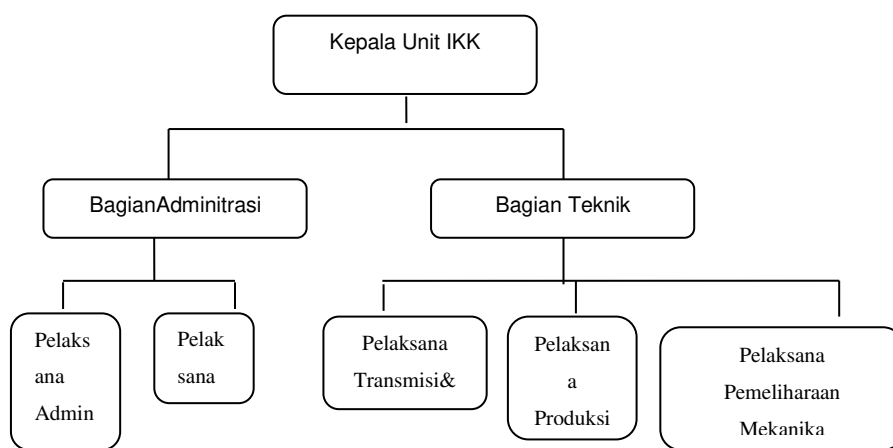 Kepala Unit IKK
BagianAdminitrasi
Bagian Teknik
Pelaks
ana
Admin
Pelak
sana
Pelaksana
Transmisi&
Pelaksan
a
Produksi
Pelaksana
Pemeliharaan
Mekanika